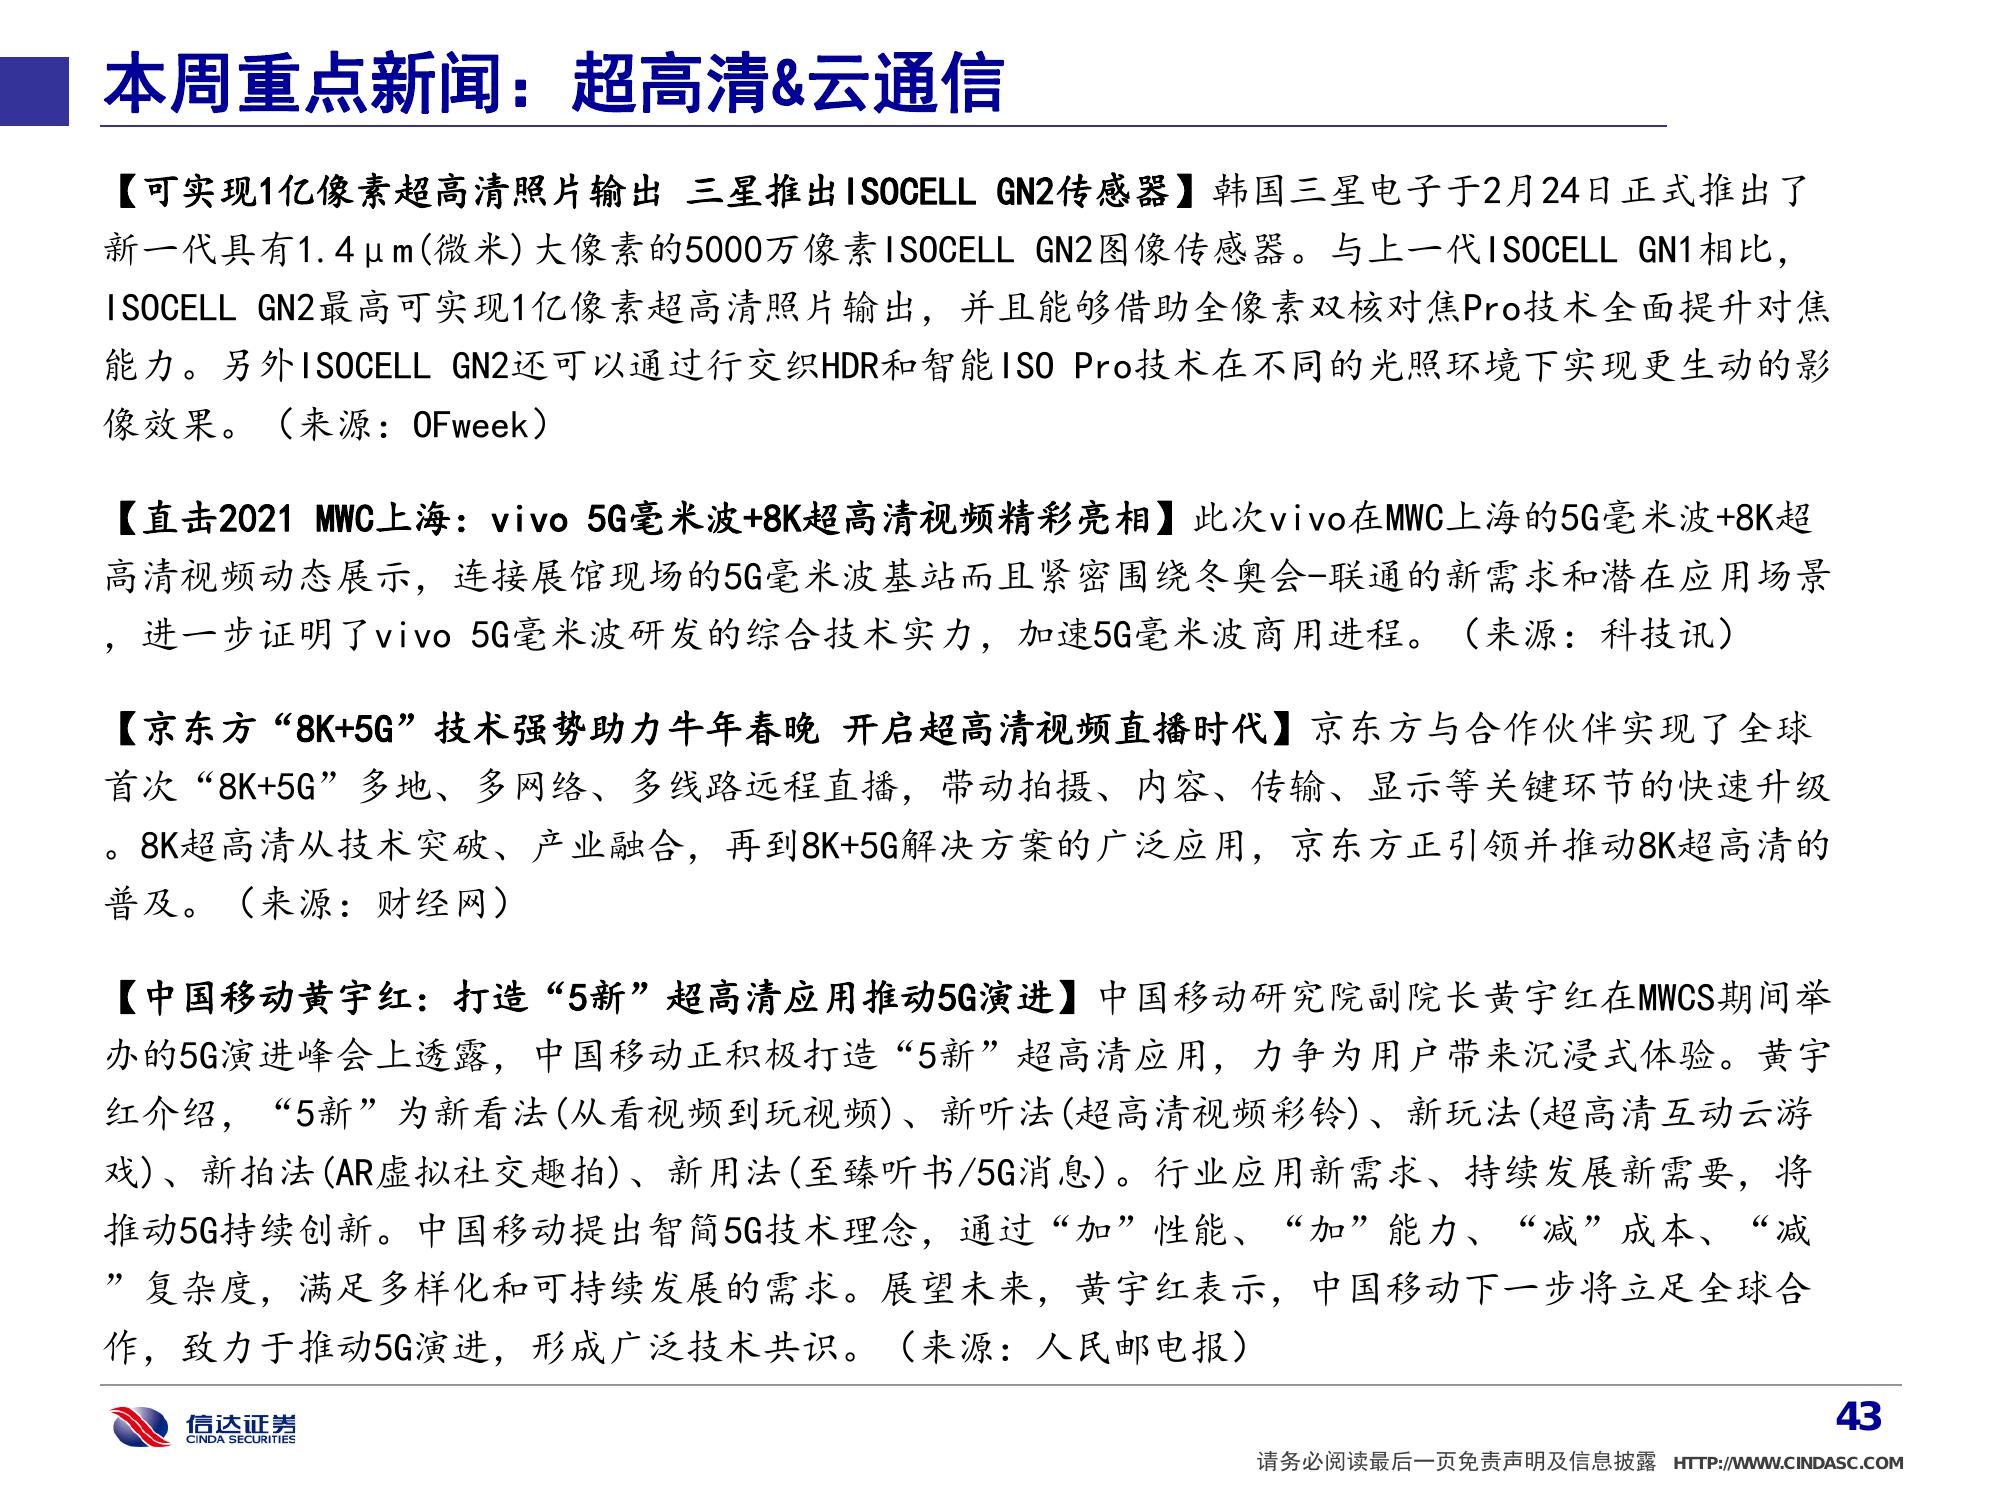 本周重点新闻：超高清&云通信
【可实现1亿像素超高清照片输出 三星推出ISOCELL GN2传感器】韩国三星电子于2月24日正式推出了
新一代具有1.4μm(微米)大像素的5000万像素ISOCELL GN2图像传感器。与上一代ISOCELL GN1相比，
ISOCELL GN2最高可实现1亿像素超高清照片输出，并且能够借助全像素双核对焦Pro技术全面提升对焦
能力。另外ISOCELL GN2还可以通过行交织HDR和智能ISO Pro技术在不同的光照环境下实现更生动的影
像效果。（来源：OFweek）
【直击2021 MWC上海：vivo 5G毫米波+8K超高清视频精彩亮相】此次vivo在MWC上海的5G毫米波+8K超
高清视频动态展示，连接展馆现场的5G毫米波基站而且紧密围绕冬奥会-联通的新需求和潜在应用场景
，进一步证明了vivo 5G毫米波研发的综合技术实力，加速5G毫米波商用进程。（来源：科技讯）
【京东方“8K+5G”技术强势助力牛年春晚 开启超高清视频直播时代】京东方与合作伙伴实现了全球
首次“8K+5G”多地、多网络、多线路远程直播，带动拍摄、内容、传输、显示等关键环节的快速升级
。8K超高清从技术突破、产业融合，再到8K+5G解决方案的广泛应用，京东方正引领并推动8K超高清的
普及。（来源：财经网）
【中国移动黄宇红：打造“5新”超高清应用推动5G演进】中国移动研究院副院长黄宇红在MWCS期间举
办的5G演进峰会上透露，中国移动正积极打造“5新”超高清应用，力争为用户带来沉浸式体验。黄宇
红介绍，“5新”为新看法(从看视频到玩视频)、新听法(超高清视频彩铃)、新玩法(超高清互动云游
戏)、新拍法(AR虚拟社交趣拍)、新用法(至臻听书/5G消息)。行业应用新需求、持续发展新需要，将
推动5G持续创新。中国移动提出智简5G技术理念，通过“加”性能、“加”能力、“减”成本、“减
”复杂度，满足多样化和可持续发展的需求。展望未来，黄宇红表示，中国移动下一步将立足全球合
作，致力于推动5G演进，形成广泛技术共识。（来源：人民邮电报）
信达证券
CINDA SECURITIES
43
请务必阅读最后一页免责声明及信息披露 HTTP://WWW.CINDASC.COM